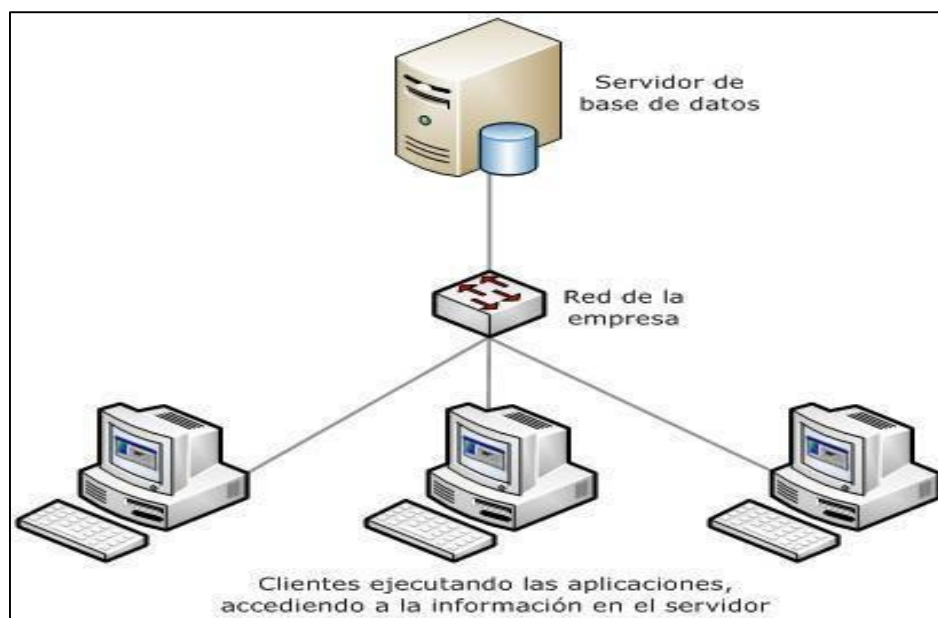 Servidor de
base de datos
Red de la
empresa
Clientes ejecutando las aplicaciones,
accediendo a la información en el servidor